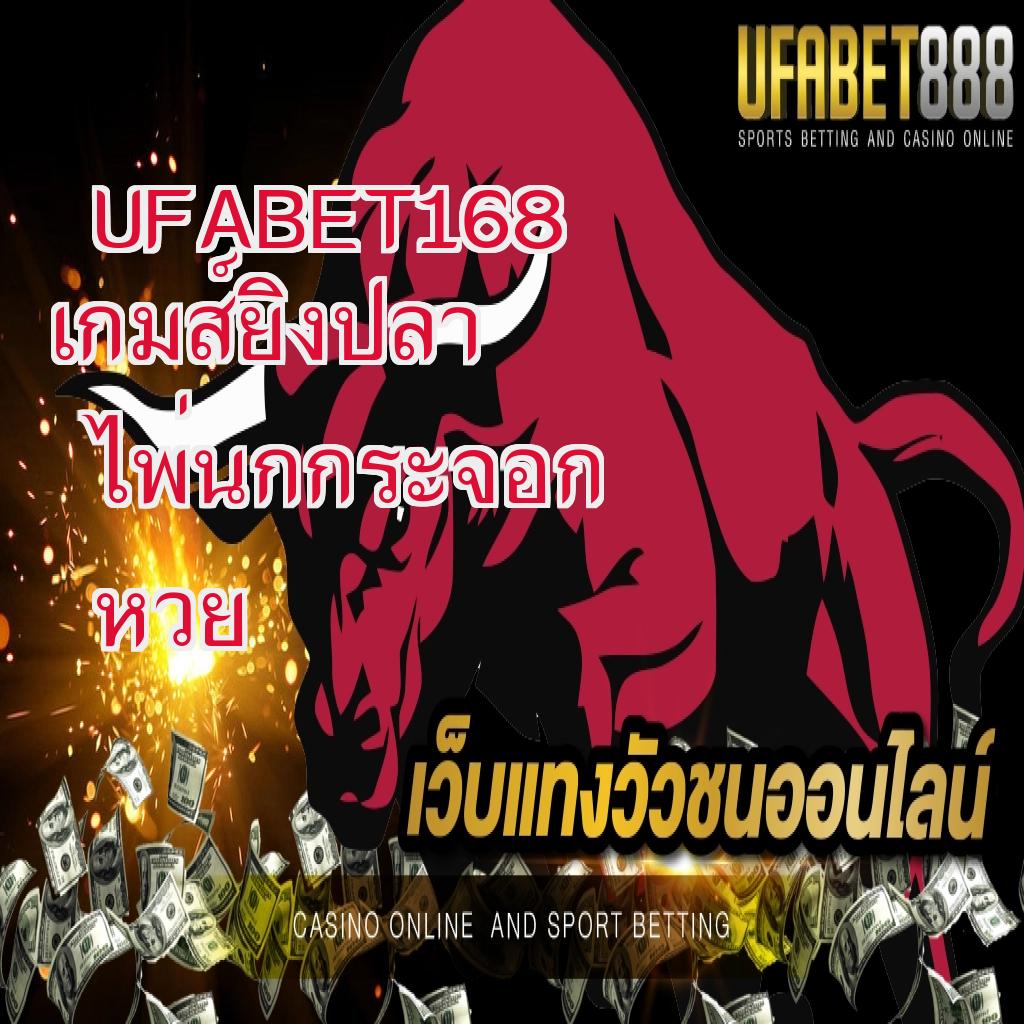 UFABET888
SPORTS BETTING AND CASINO ONLINE
UFABET168
เกมส์ยิงปลา
ไพ่นกกระจอก
หวย
เว็บแทงวัวชนออนไลน์
CASINO ONLINE AND SPORT BETTING